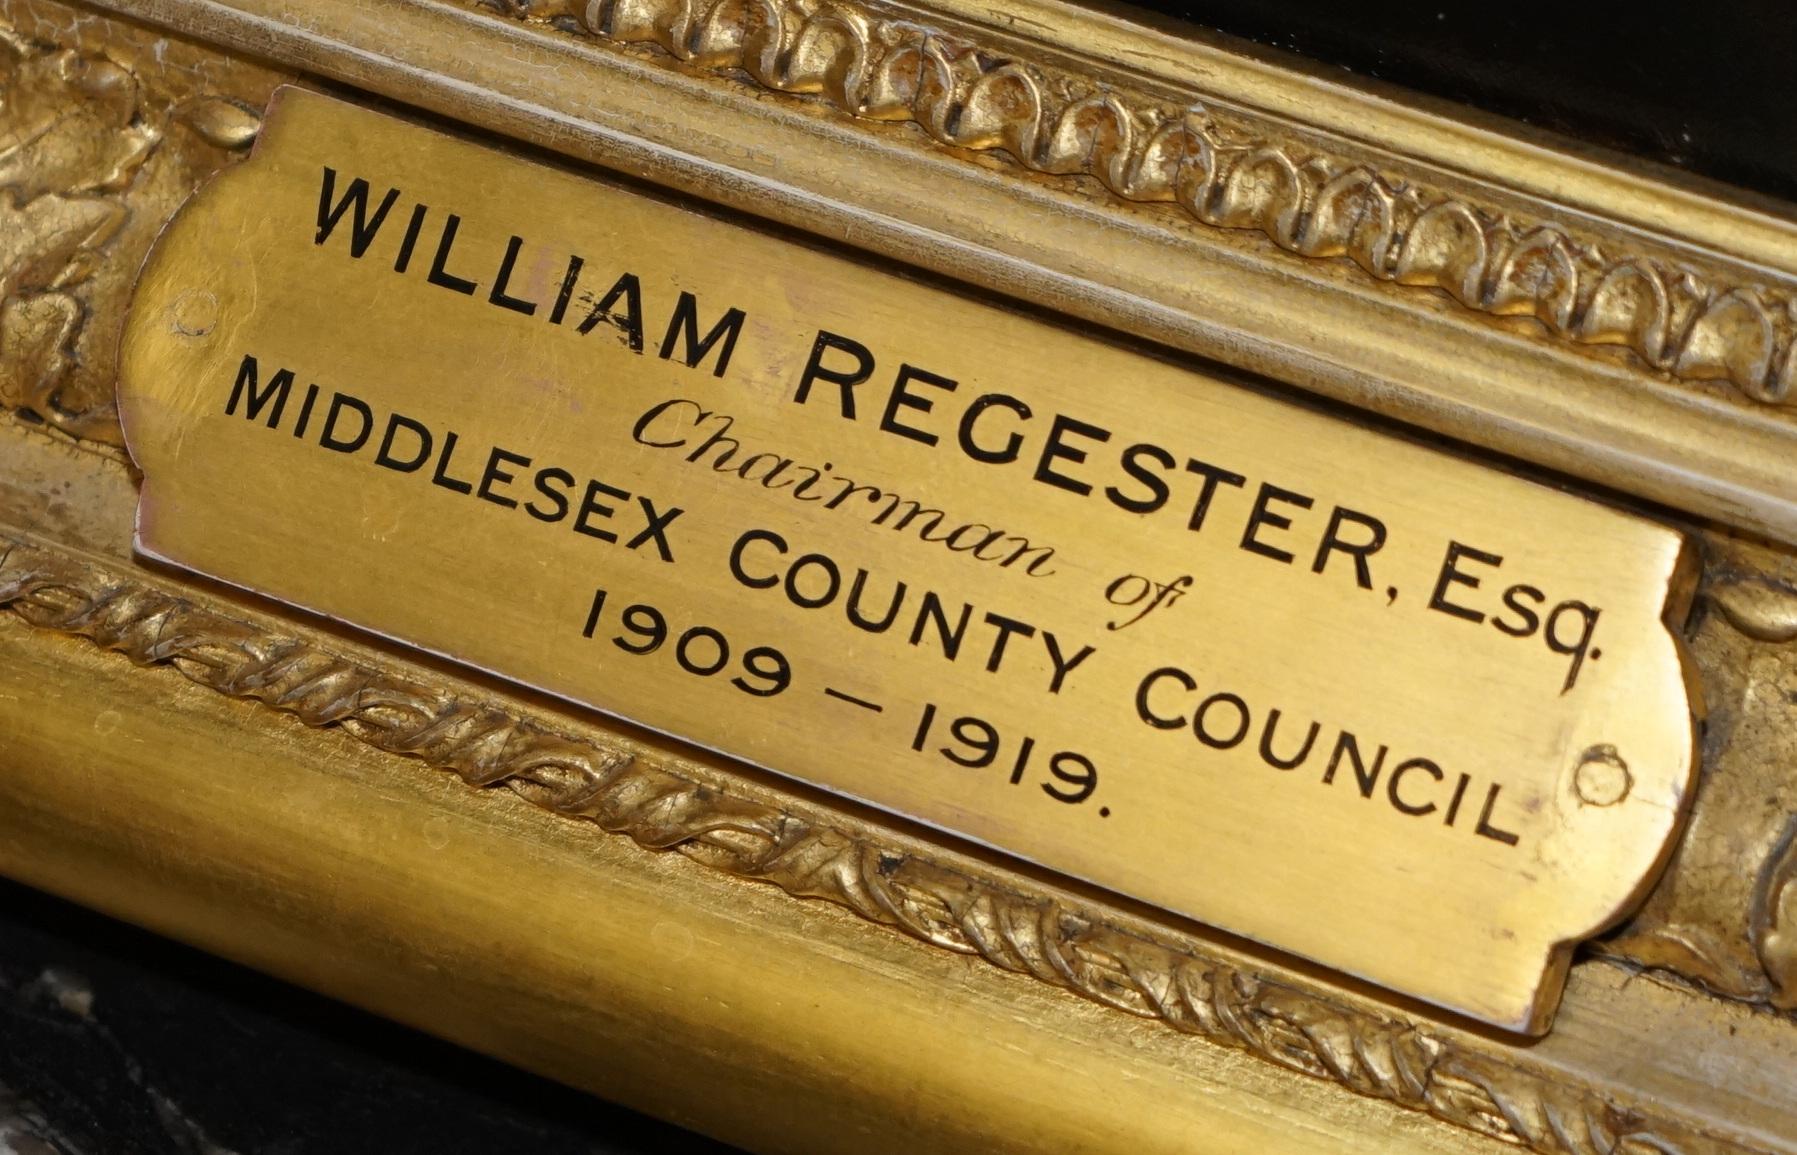 WILLIAM REGESTER, Esq.
Chairman of
MIDDLESEX COUNTY COUNCIL
1909 – 1919.